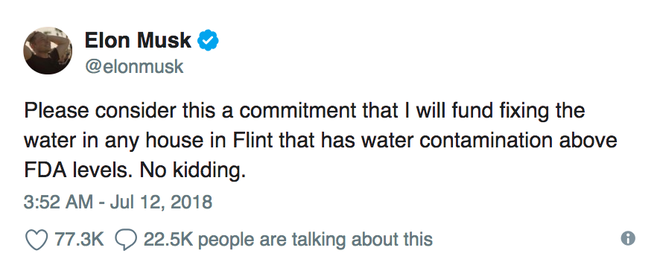 Elon Musk
@elonmusk
Please consider this a commitment that I will fund fixing the
water in any house in Flint that has water contamination above
FDA levels. No kidding.
3:52 AM - Jul 12, 2018
77.3K 22.5K people are talking about this